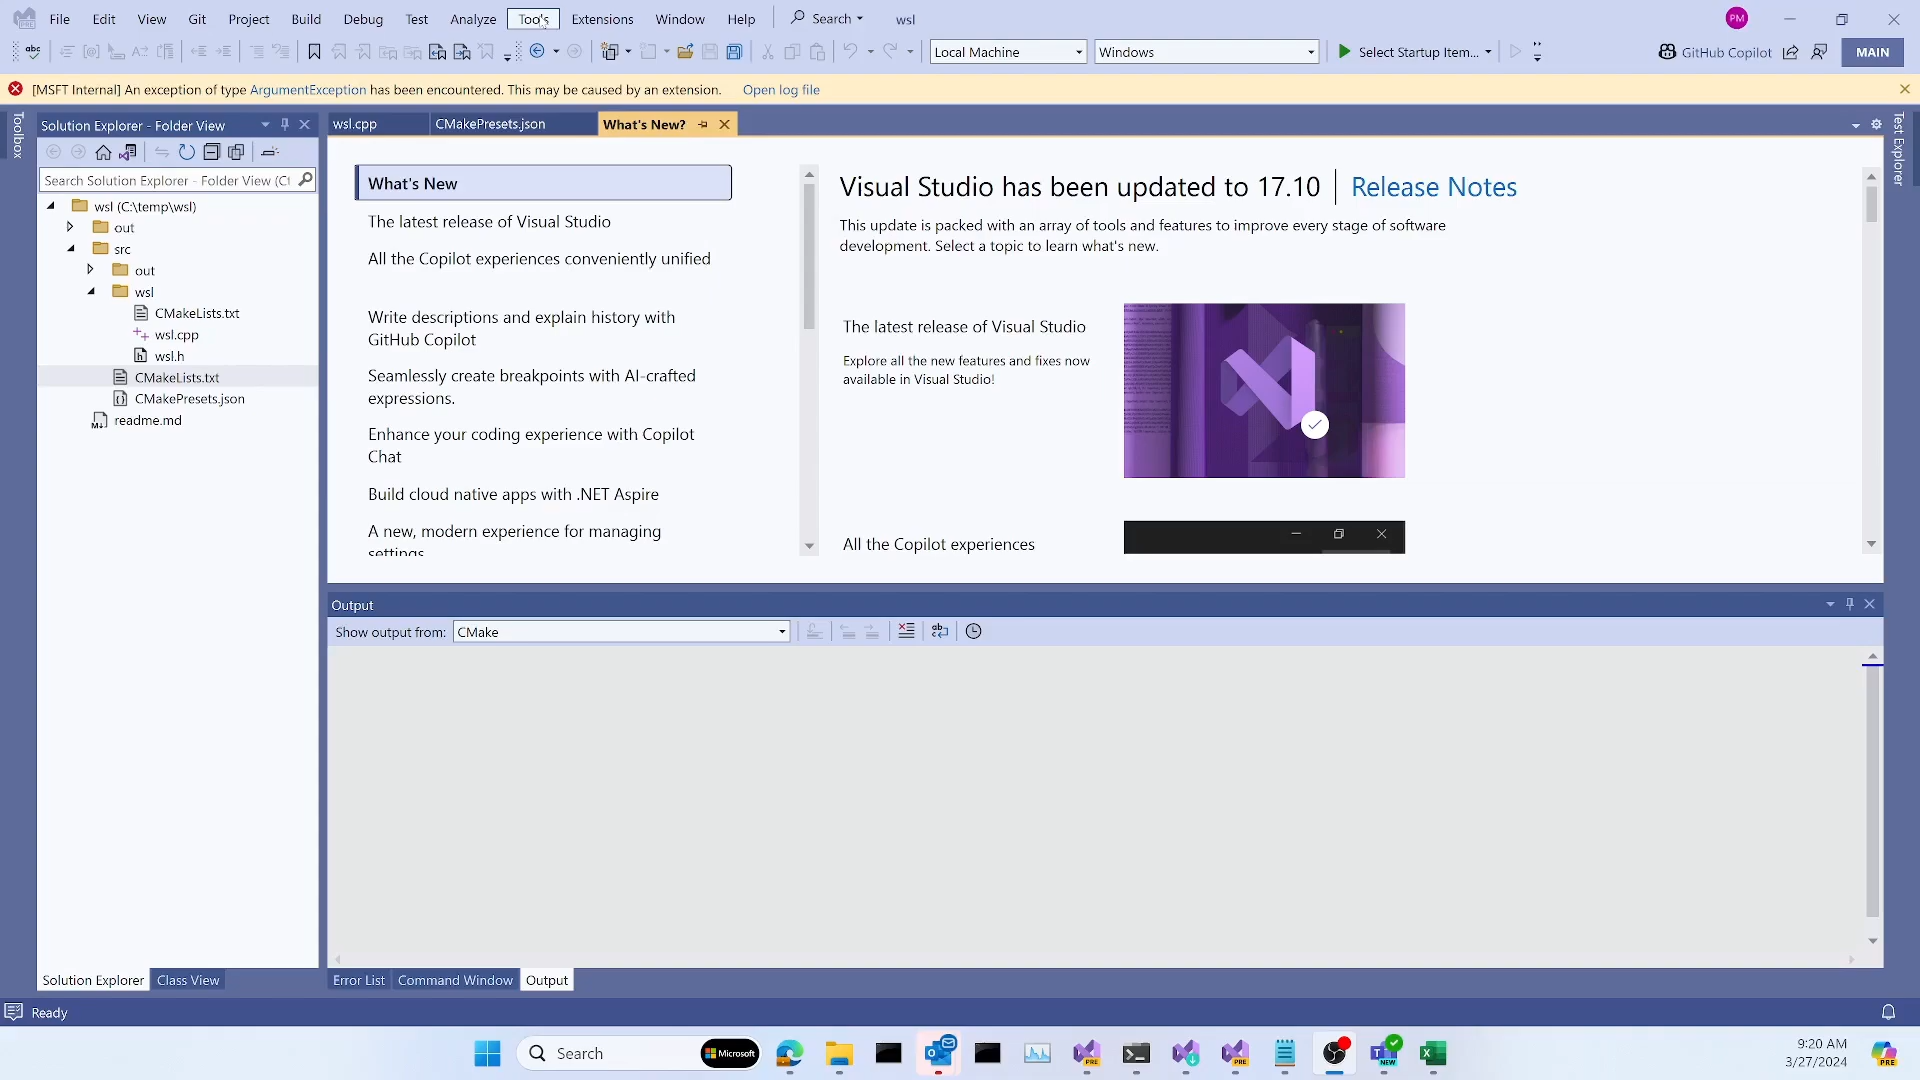 File Edit View Git Project Build Debug Test Analyze Tools Extensions Window Help Search wsl PM
abc Local Machine Windows Select Startup Item... GitHub Copilot MAIN
[MSFT Internal] An exception of type ArgumentException has been encountered. This may be caused by an extension. Open log file
Toolbox
Solution Explorer - Folder View
Search Solution Explorer - Folder View (Ct
wsl (C:\temp\wsl)
out
src
out
wsl
CMakeLists.txt
wsl.cpp
wsl.h
CMakeLists.txt
CMakePresets.json
readme.md
Solution Explorer Class View
wsl.cpp CMakePresets.json What's New?
What's New
The latest release of Visual Studio
All the Copilot experiences conveniently unified
Write descriptions and explain history with
GitHub Copilot
Seamlessly create breakpoints with AI-crafted
expressions.
Enhance your coding experience with Copilot
Chat
Build cloud native apps with .NET Aspire
A new, modern experience for managing
settings
Visual Studio has been updated to 17.10 Release Notes
This update is packed with an array of tools and features to improve every stage of software
development. Select a topic to learn what's new.
The latest release of Visual Studio
Explore all the new features and fixes now
available in Visual Studio!
All the Copilot experiences
Test Explorer
Output
Show output from: CMake
Error List Command Window Output
Ready
Search Microsoft
PRE
PRE
NEW
9:20 AM
3/27/2024
PRE